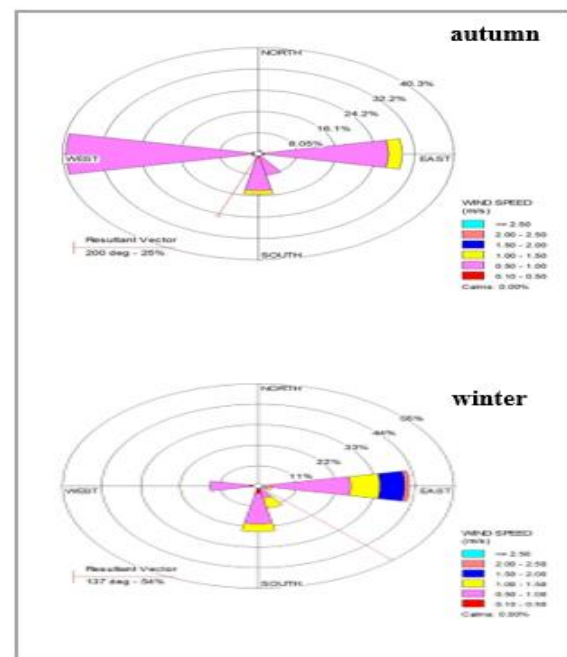 autumn
NORTH
40.3%
32.2%
24.2%
16.1%
8.05%
WEST
EAST
WIND SPEED
(m/s)
>= 2.50
2.00 - 2.50
1.50 - 2.00
1.00 - 1.50
0.50 - 1.00
0.10 - 0.50
Calms: 0.00%
Resultant Vector
200 deg - 25%
SOUTH
winter
NORTH
55%
44%
33%
22%
11%
WEST
EAST
WIND SPEED
(m/s)
>= 2.50
2.00 - 2.50
1.50 - 2.00
1.00 - 1.50
0.50 - 1.00
0.10 - 0.50
Calms: 0.00%
Resultant Vector
137 deg - 54%
SOUTH